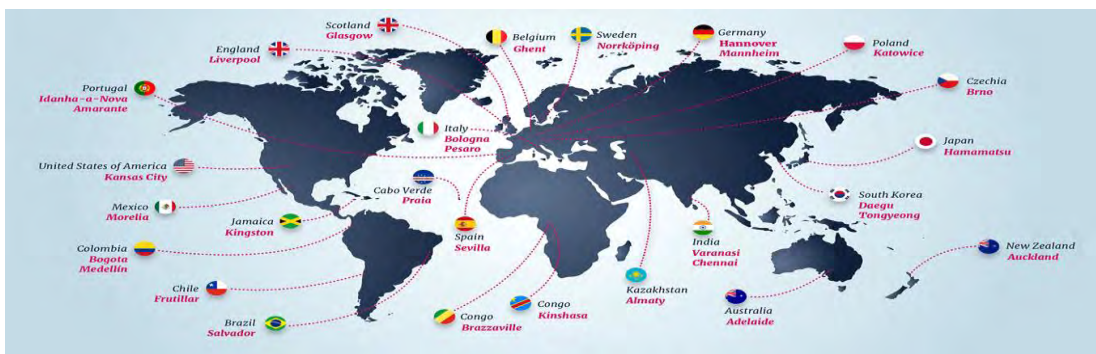 Scotland
Glasgow
England
Liverpool
Belgium
Ghent
Sweden
Norrköping
Germany
Hannover
Mannheim
Poland
Katowice
Portugal
Idanha-a-Nova
Amarante
Czechia
Brno
Italy
Bologna
Pesaro
Japan
Hamamatsu
United States of America
Kansas City
Cabo Verde
Praia
South Korea
Daegu
Tongyeong
Mexico
Morelia
Jamaica
Kingston
Spain
Sevilla
India
Varanasi
Chennai
Colombia
Bogota
Medellín
New Zealand
Auckland
Chile
Frutillar
Kazakhstan
Almaty
Congo
Kinshasa
Brazil
Salvador
Congo
Brazzaville
Australia
Adelaide